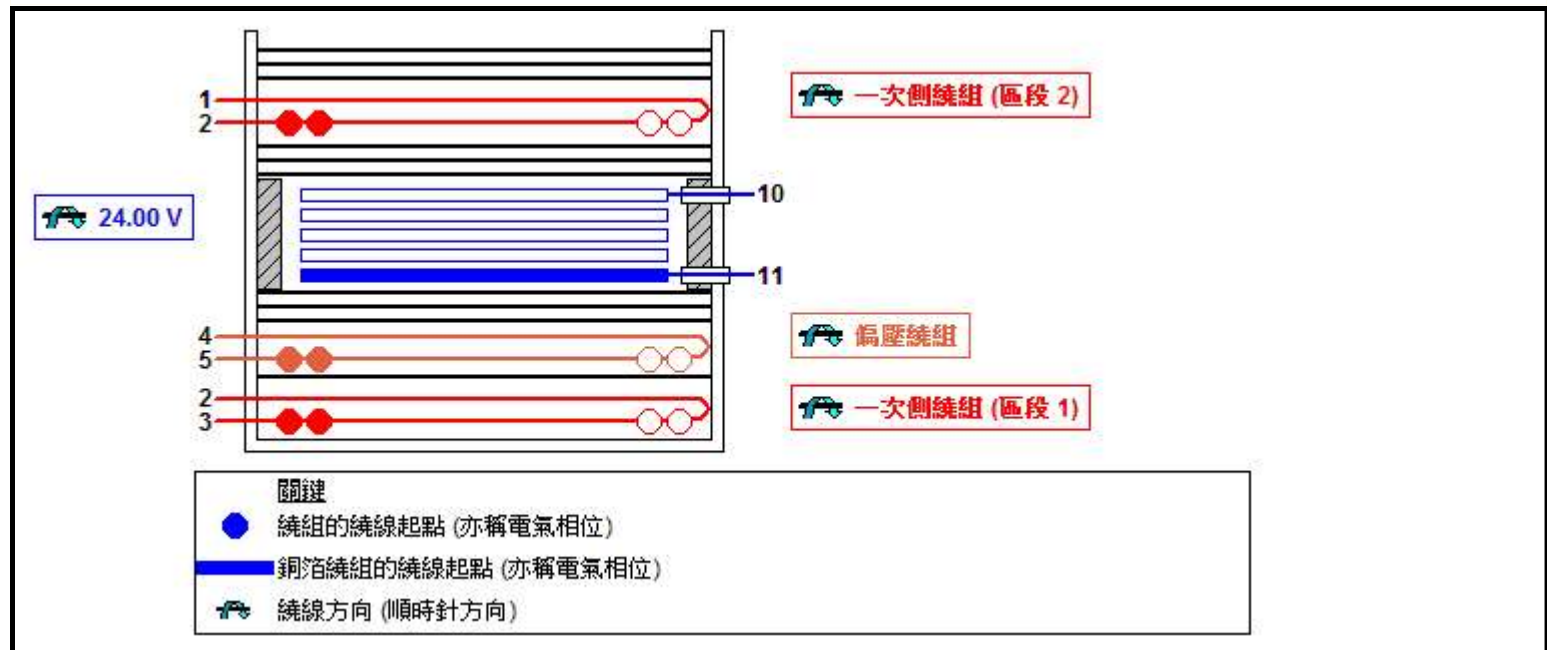 1
一次側繞組 (區段 2)
2
10
24.00 V
11
4
偏壓繞組
5
2
一次側繞組 (區段 1)
3
關鍵
繞組的繞線起點 (亦稱電氣相位)
銅箔繞組的繞線起點 (亦稱電氣相位)
繞線方向 (順時針方向)